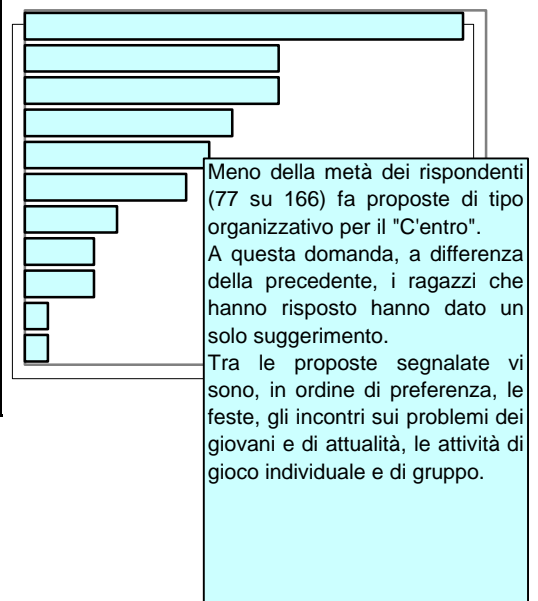 Meno della metà dei rispondenti
(77 su 166) fa proposte di tipo
organizzativo per il "C'entro".
A questa domanda, a differenza
della precedente, i ragazzi che
hanno risposto hanno dato un
solo suggerimento.
Tra le proposte segnalate vi
sono, in ordine di preferenza, le
feste, gli incontri sui problemi dei
giovani e di attualità, le attività di
gioco individuale e di gruppo.